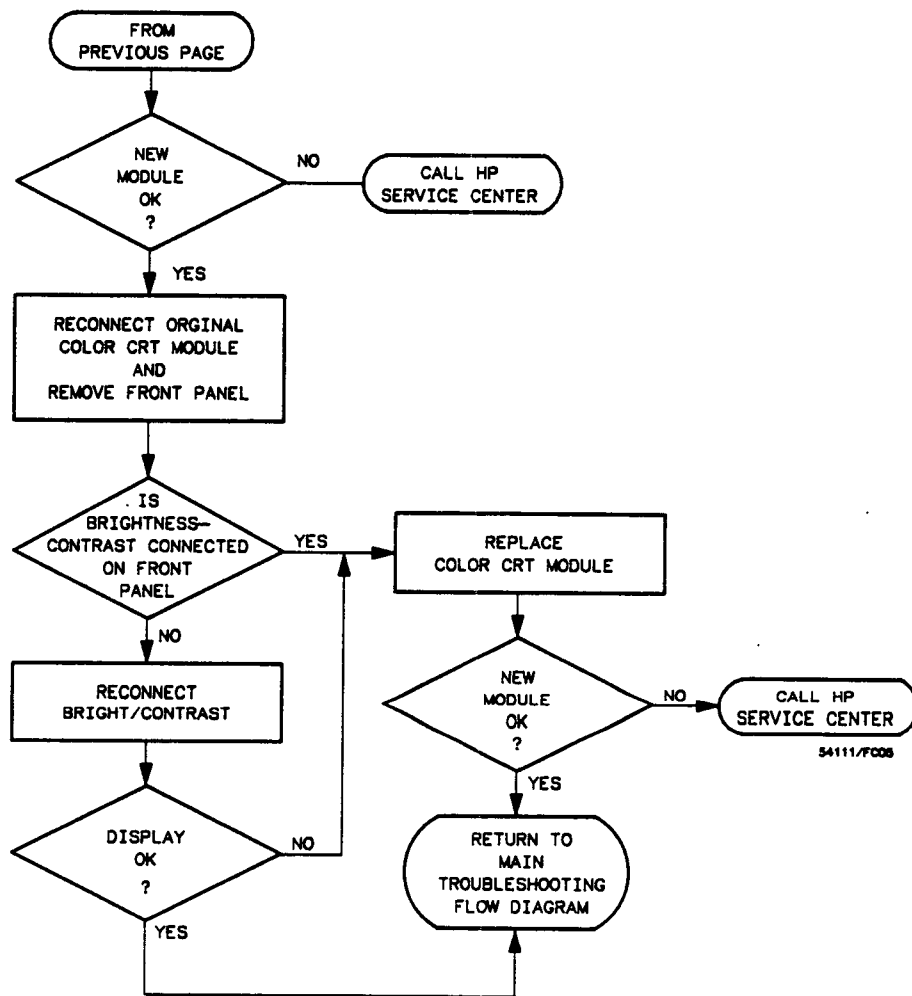 FROM
PREVIOUS PAGE
NEW
MODULE
OK
?
NO
CALL HP
SERVICE CENTER
YES
RECONNECT ORGINAL
COLOR CRT MODULE
AND
REMOVE FRONT PANEL
IS
BRIGHTNESS-
CONTRAST CONNECTED
ON FRONT
PANEL
YES
REPLACE
COLOR CRT MODULE
NO
RECONNECT
BRIGHT/CONTRAST
NEW
MODULE
OK
?
NO
CALL HP
SERVICE CENTER
YES
DISPLAY
OK
?
NO
YES
RETURN TO
MAIN
TROUBLESHOOTING
FLOW DIAGRAM